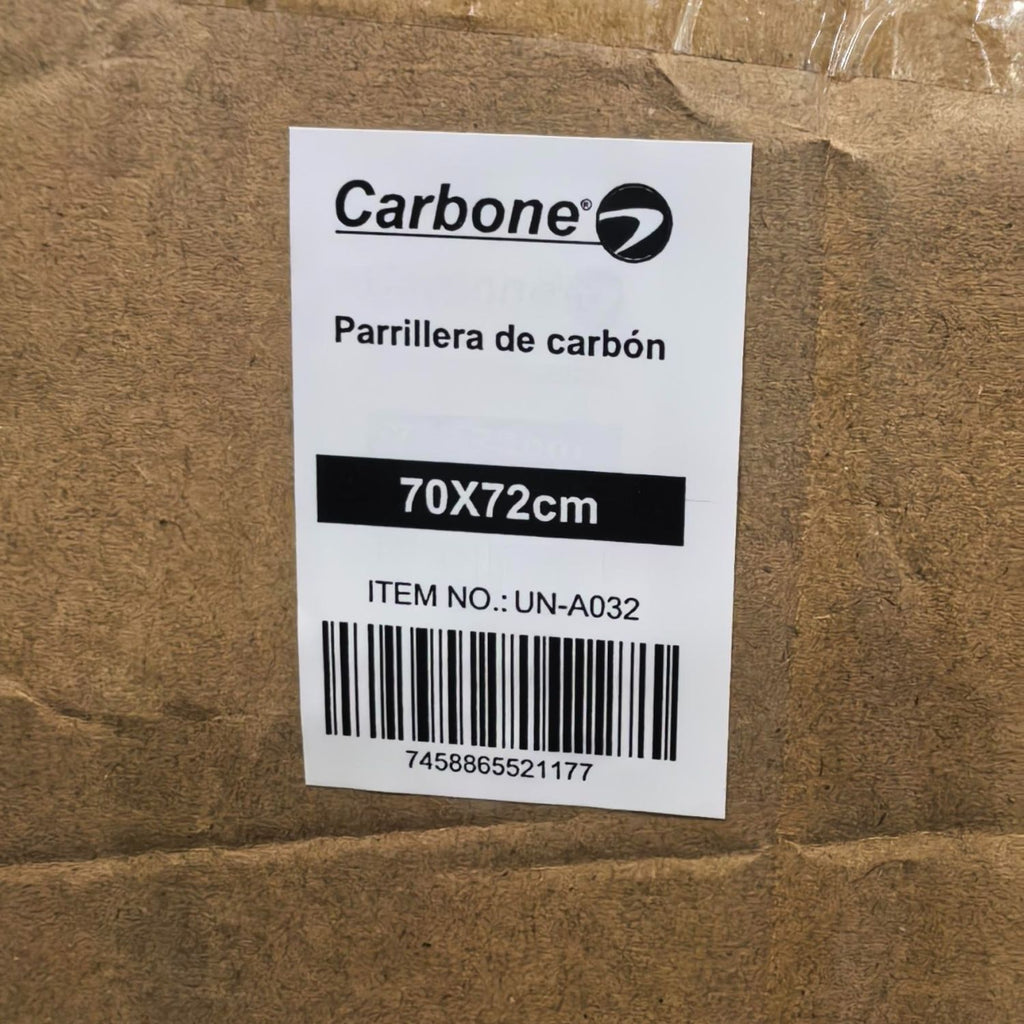 Carbone®
Parrillera de carbón
70X72cm
ITEM NO.: UN-A032
7458865521177